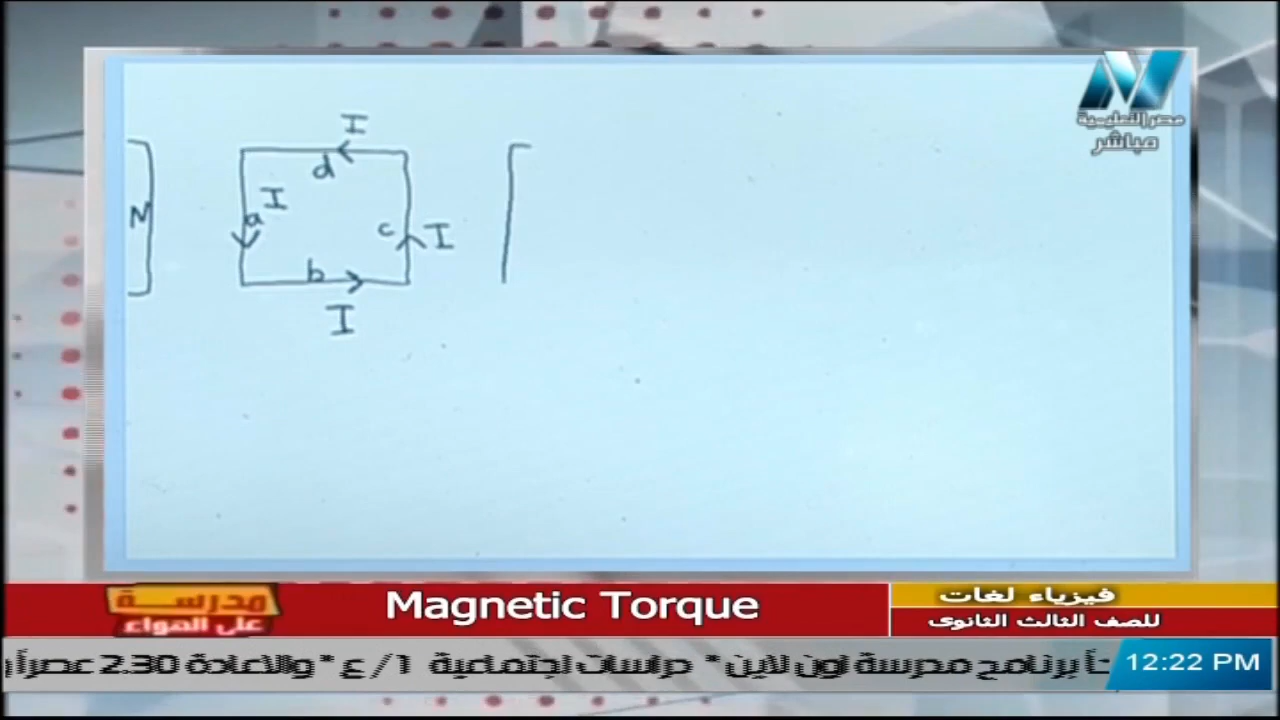 مصر التعليمية
مباشر
I
d
I
N
a
c
I
b
I
مدرسة
على الهواء
Magnetic Torque
فيزياء لغات
للصف الثالث الثانوى
برنامج مدرسة اون لاين " دراسات اجتماعية 1 / ع " والاعادة 2.30 عصراً
12:22 PM